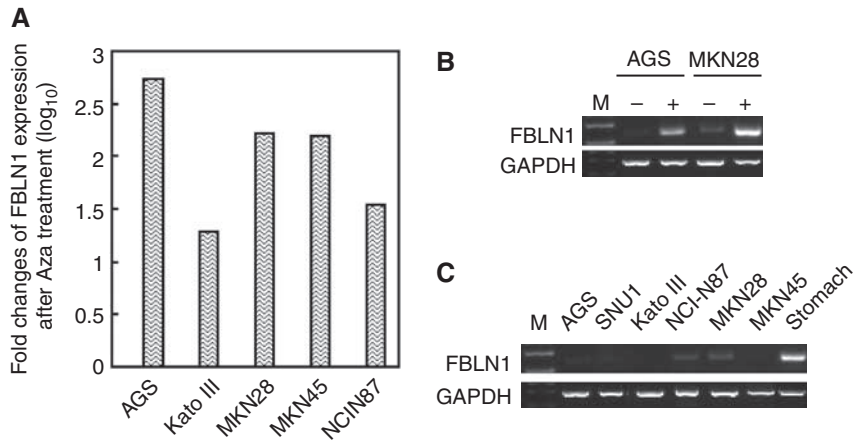 A
Fold changes of FBLN1 expression
after Aza treatment (log10)
3
2.5
2
1.5
1
0.5
0
AGS
Kato III
MKN28
MKN45
NCIN87
B
AGS MKN28
M – + – +
FBLN1
GAPDH
C
M AGS SNU1 Kato III NCI-N87 MKN28 MKN45 Stomach
FBLN1
GAPDH